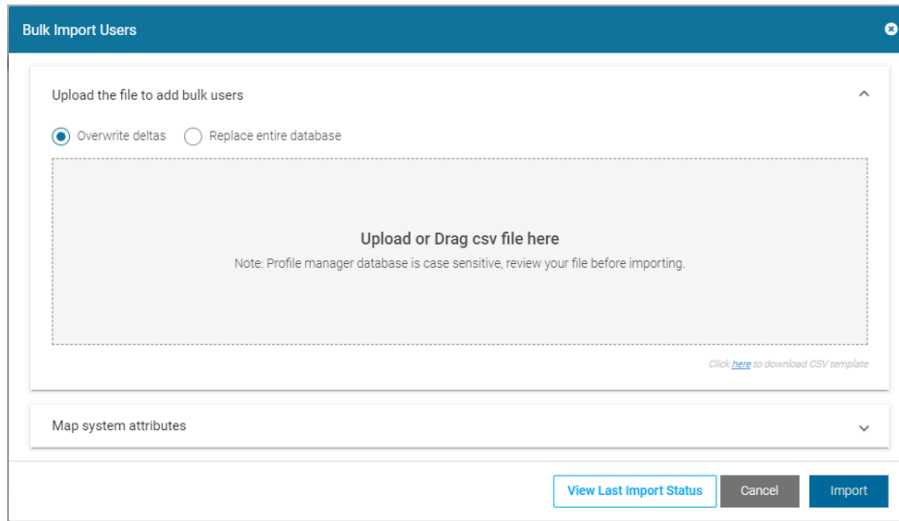 Bulk Import Users
Upload the file to add bulk users
Overwrite deltas Replace entire database
Upload or Drag csv file here
Note: Profile manager database is case sensitive, review your file before importing.
Click here to download CSV template
Map system attributes
View Last Import Status Cancel Import